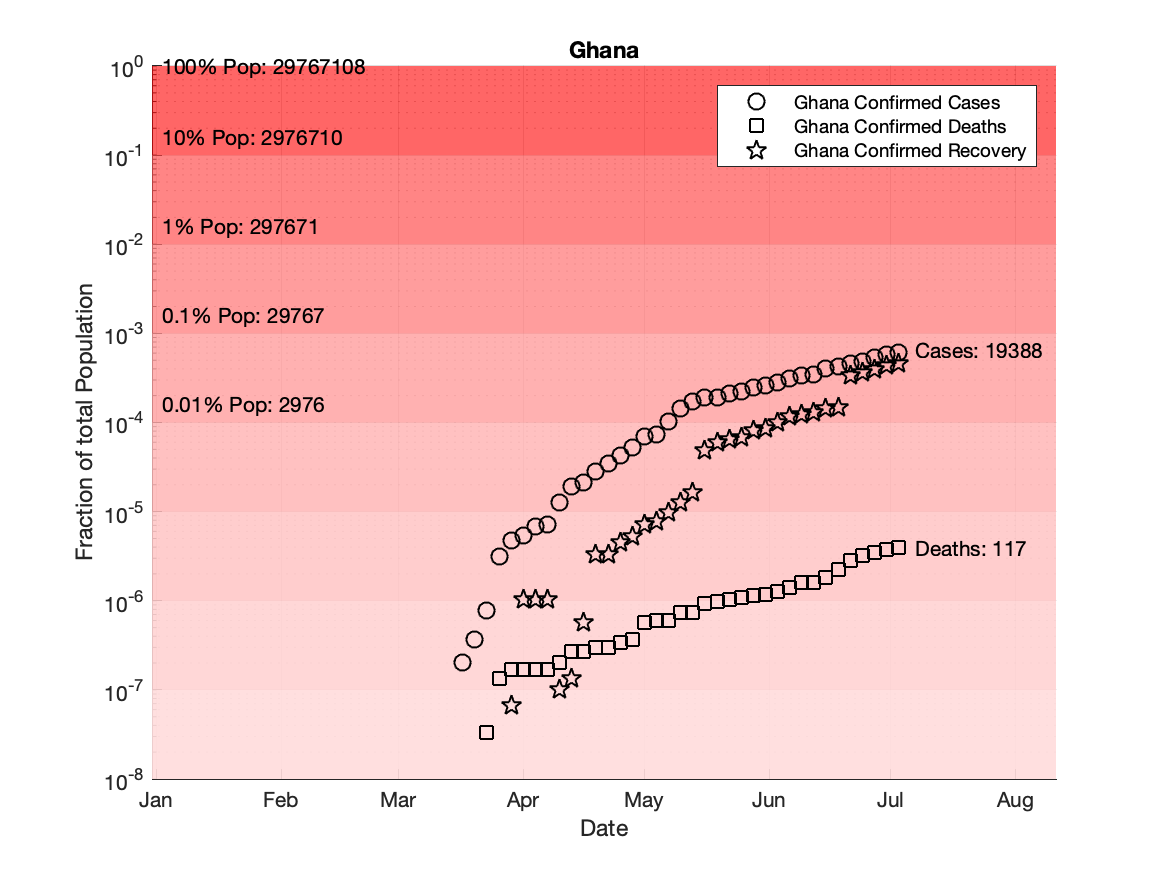 Ghana
10^0
100% Pop: 29767108
Ghana Confirmed Cases
Ghana Confirmed Deaths
Ghana Confirmed Recovery
10% Pop: 2976710
10^-1
1% Pop: 297671
10^-2
0.1% Pop: 29767
10^-3
Cases: 19388
0.01% Pop: 2976
10^-4
10^-5
Deaths: 117
10^-6
10^-7
10^-8
Fraction of total Population
Jan Feb Mar Apr May Jun Jul Aug
Date